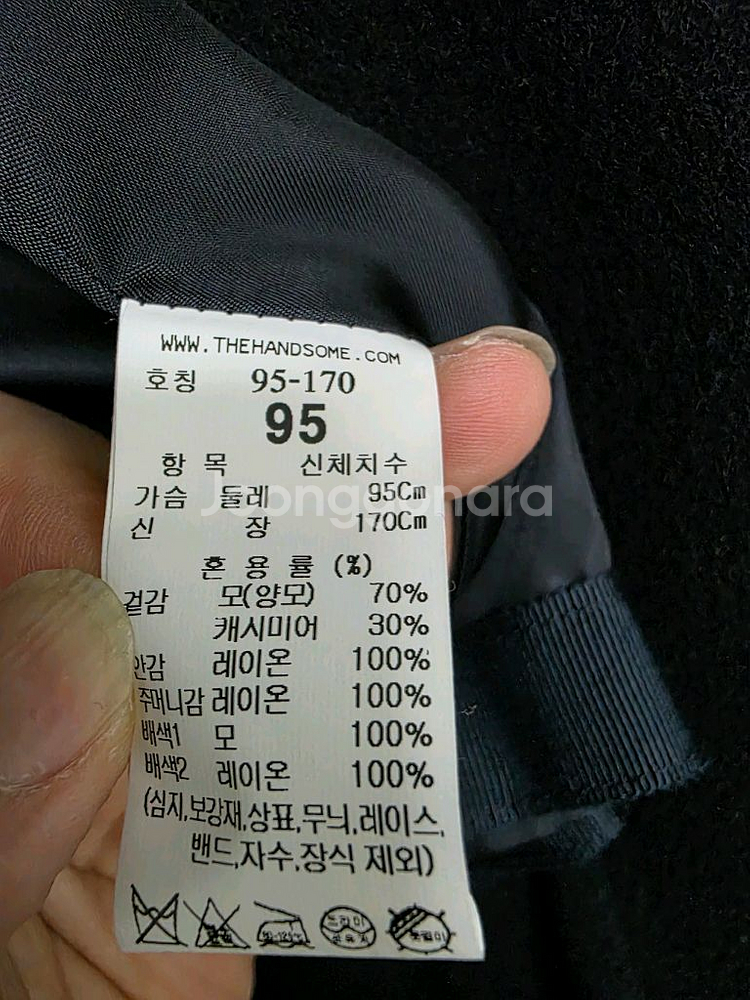 WWW.THEHANDSOME.COM
호칭 95-170
95
항 목 신체치수
가슴 둘레 95Cm
신 장 170Cm
혼 용 률 (%)
겉감 모(양모) 70%
캐시미어 30%
안감 레이온 100%
주머니감 레이온 100%
배색1 모 100%
배색2 레이온 100%
(심지,보강재,상표,무늬,레이스,
밴드,자수,장식 제외)
드라이
Joonggonara